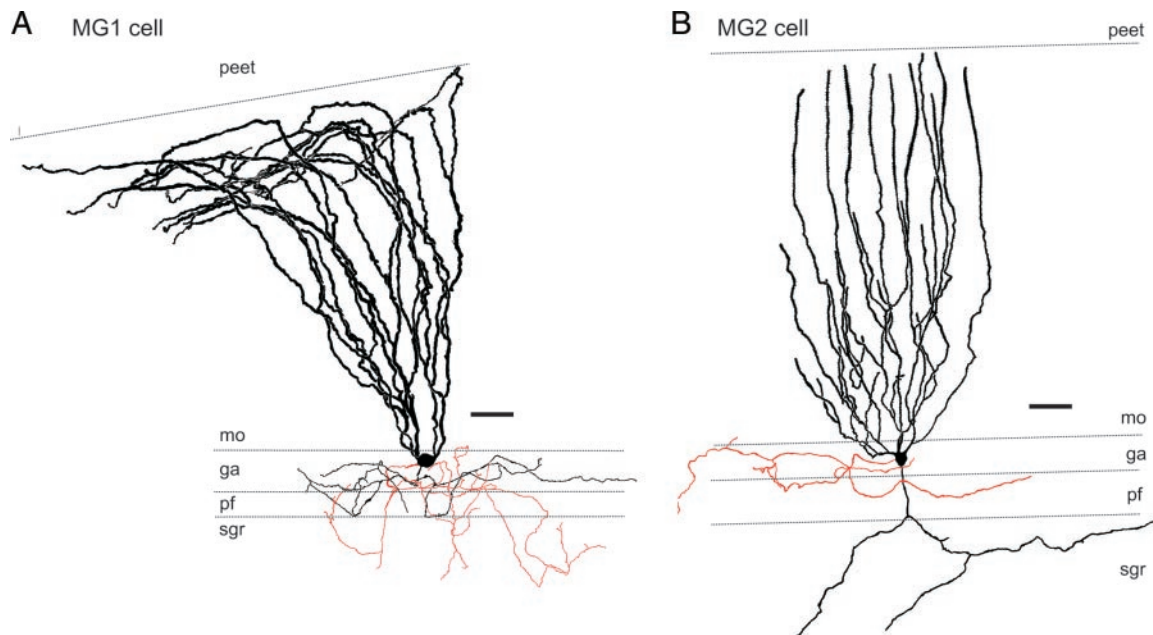 A MG1 cell
peet
mo
ga
pf
sgr
B MG2 cell
peet
mo
ga
pf
sgr